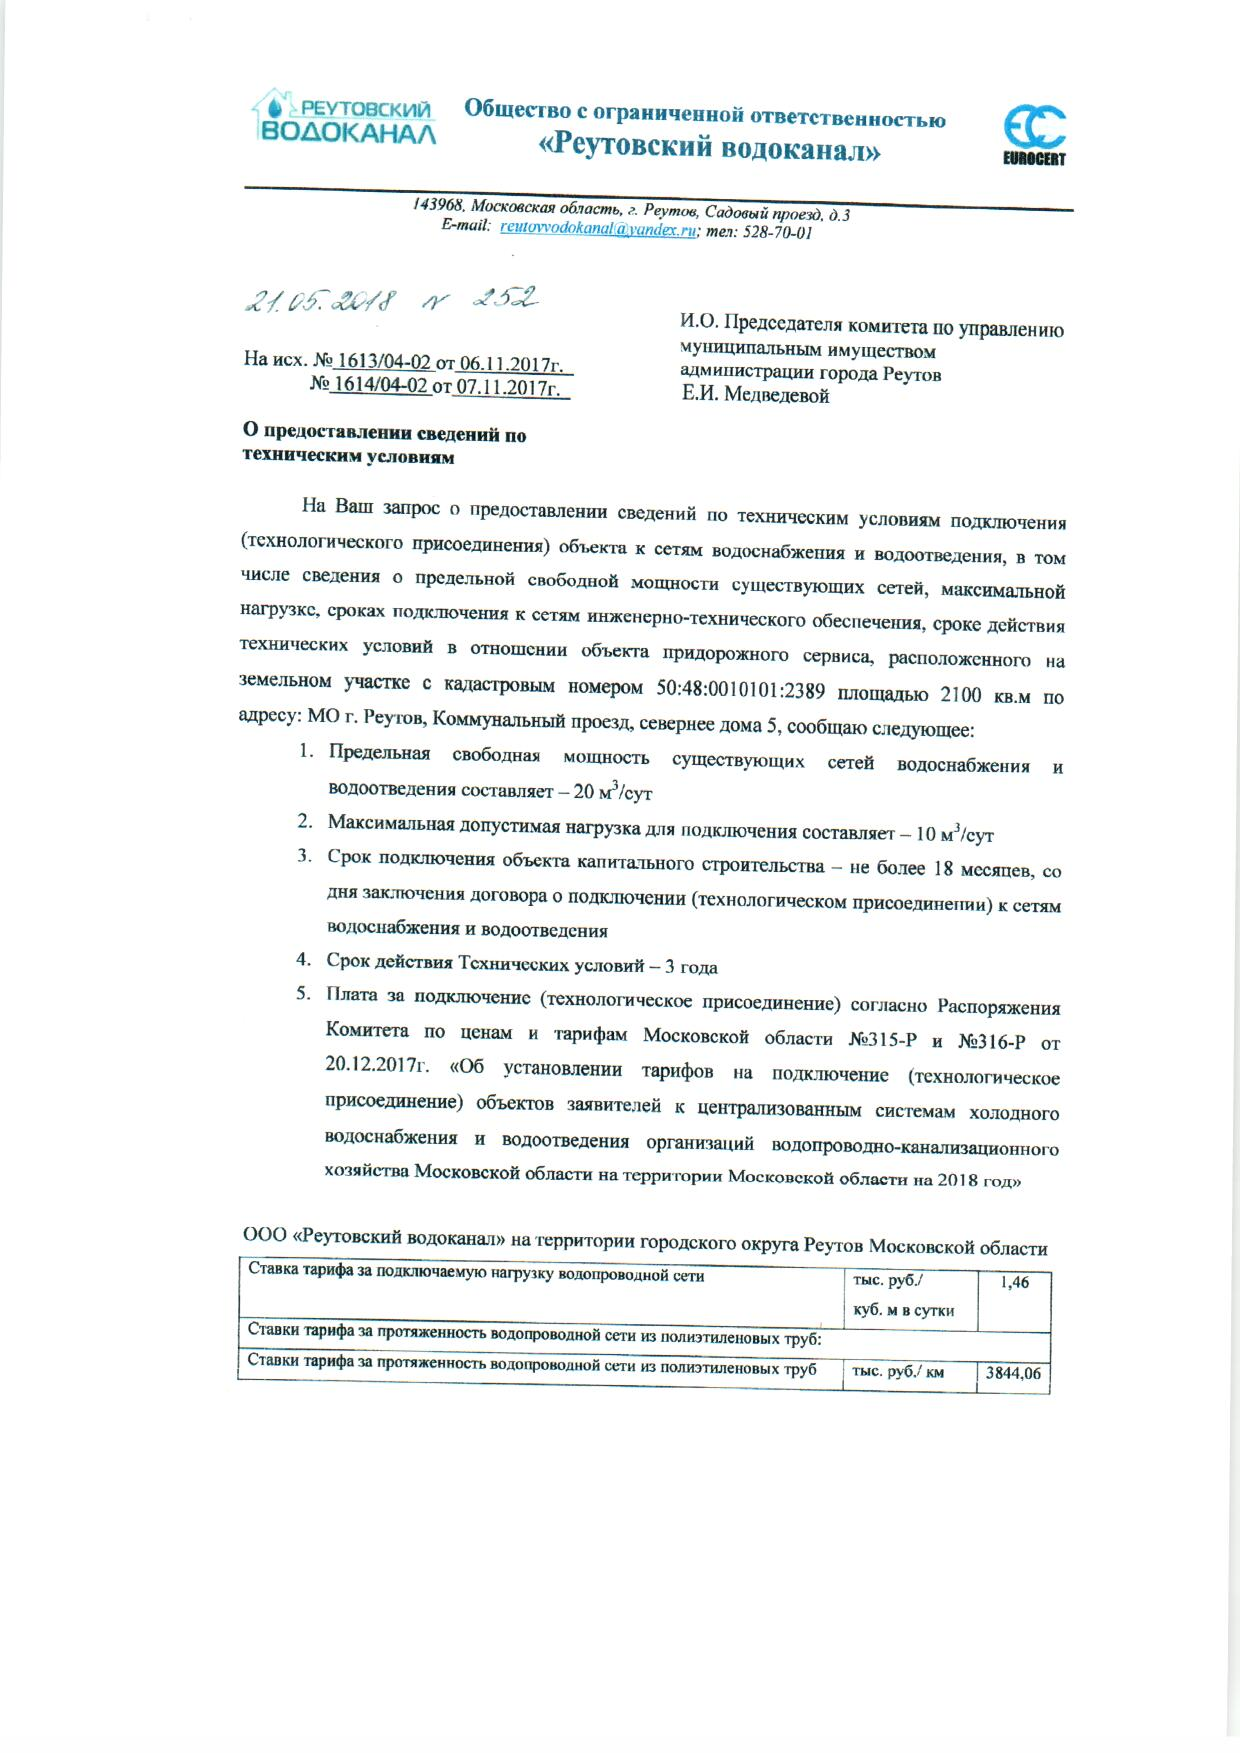 РЕУТОВСКИЙ
ВОДОКАНАЛ
Общество с ограниченной ответственностью
«Реутовский водоканал»
EUROCERT
143968, Московская область, г. Реутов, Садовый проезд, д.3
E-mail: reutovvodokanal@yandex.ru; тел: 528-70-01
21.05.2018 N 252
И.О. Председателя комитета по управлению
муниципальным имуществом
администрации города Реутов
Е.И. Медведевой
На исх. № 1613/04-02 от 06.11.2017г.
№ 1614/04-02 от 07.11.2017г.
О предоставлении сведений по
техническим условиям
На Ваш запрос о предоставлении сведений по техническим условиям подключения
(технологического присоединения) объекта к сетям водоснабжения и водоотведения, в том
числе сведения о предельной свободной мощности существующих сетей, максимальной
нагрузке, сроках подключения к сетям инженерно-технического обеспечения, сроке действия
технических условий в отношении объекта придорожного сервиса, расположенного на
земельном участке с кадастровым номером 50:48:0010101:2389 площадью 2100 кв.м по
адресу: МО г. Реутов, Коммунальный проезд, севернее дома 5, сообщаю следующее:
1. Предельная свободная мощность существующих сетей водоснабжения и
водоотведения составляет – 20 м³/сут
2. Максимальная допустимая нагрузка для подключения составляет – 10 м³/сут
3. Срок подключения объекта капитального строительства – не более 18 месяцев, со
дня заключения договора о подключении (технологическом присоединении) к сетям
водоснабжения и водоотведения
4. Срок действия Технических условий – 3 года
5. Плата за подключение (технологическое присоединение) согласно Распоряжения
Комитета по ценам и тарифам Московской области №315-Р и №316-Р от
20.12.2017г. «Об установлении тарифов на подключение (технологическое
присоединение) объектов заявителей к централизованным системам холодного
водоснабжения и водоотведения организаций водопроводно-канализационного
хозяйства Московской области на территории Московской области на 2018 год»
ООО «Реутовский водоканал» на территории городского округа Реутов Московской области
Ставка тарифа за подключаемую нагрузку водопроводной сети тыс. руб./ 1,46
куб. м в сутки
Ставки тарифа за протяженность водопроводной сети из полиэтиленовых труб:
Ставки тарифа за протяженность водопроводной сети из полиэтиленовых труб тыс. руб./ км 3844,06